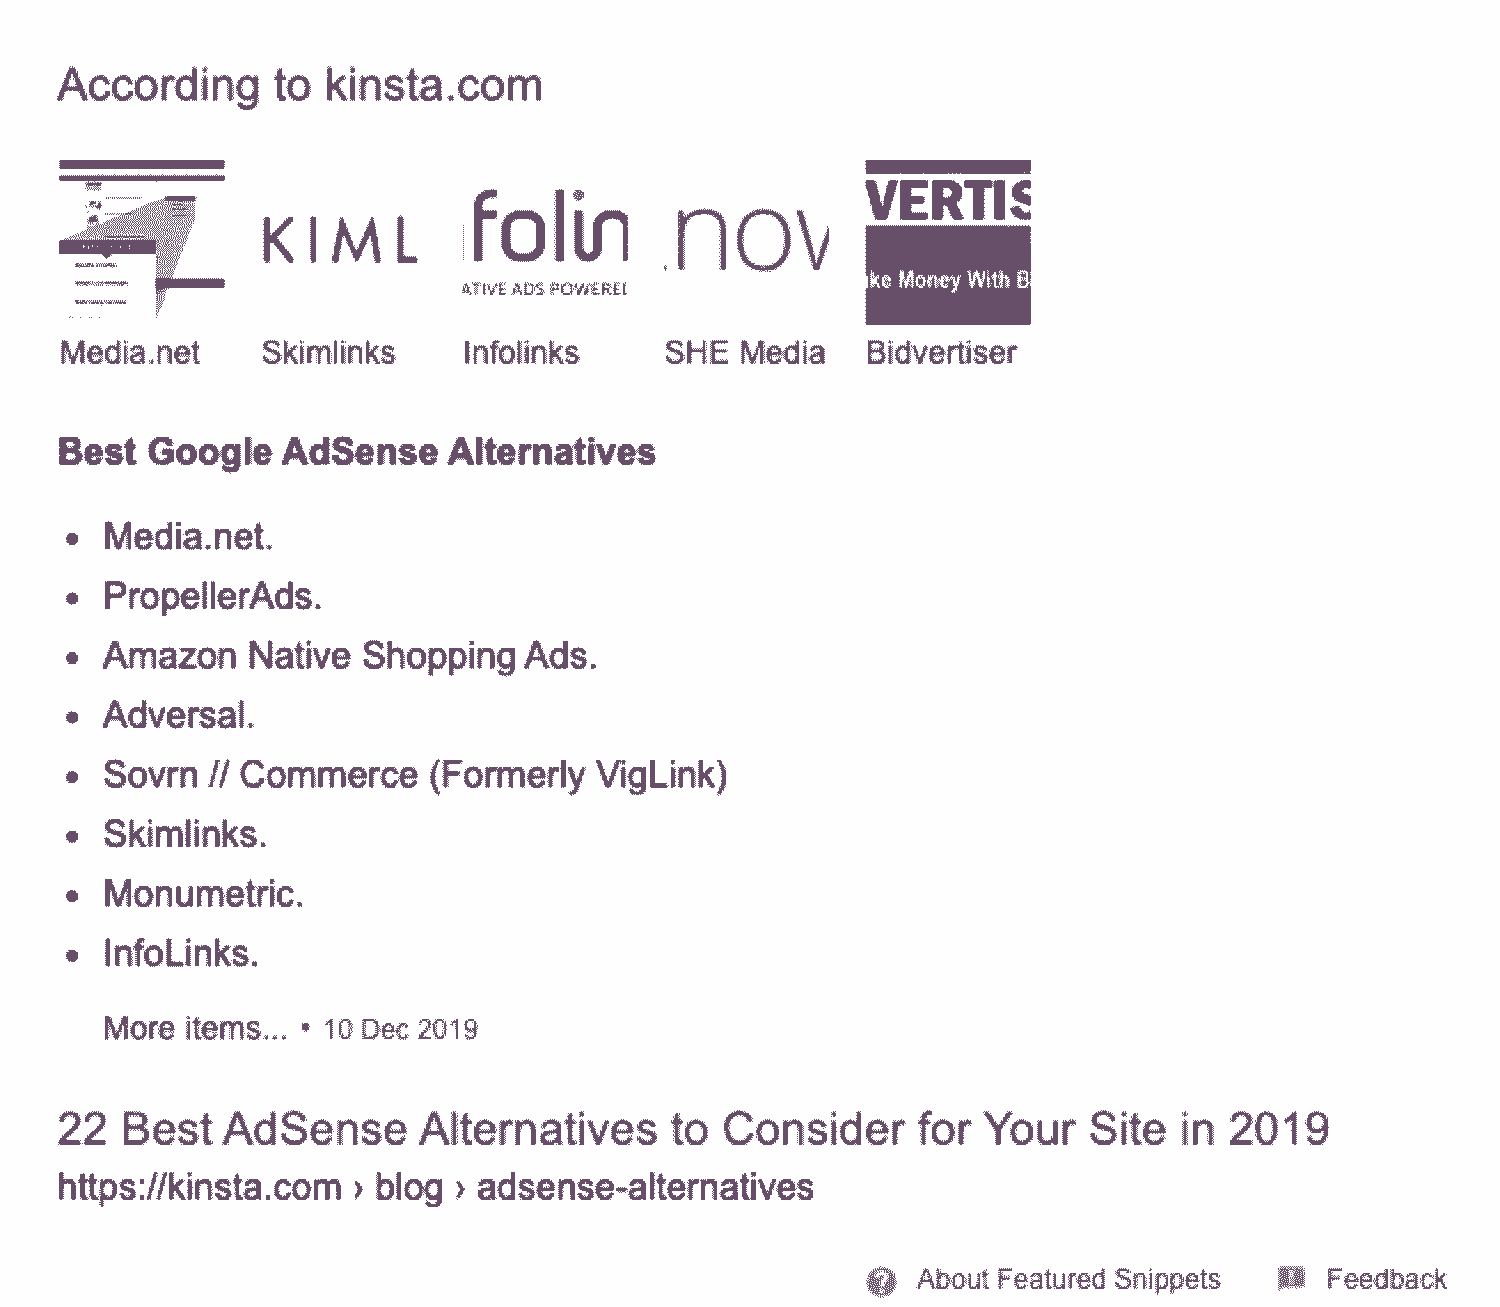 According to kinsta.com
KIML
folin
ATIVE ADS POWERED
.nov
VERTIS
ke Money With B
Media.net
Skimlinks
Infolinks
SHE Media
Bidvertiser
Best Google AdSense Alternatives
• Media.net.
• PropellerAds.
• Amazon Native Shopping Ads.
• Adversal.
• Sovrn // Commerce (Formerly VigLink)
• Skimlinks.
• Monumetric.
• InfoLinks.
More items... • 10 Dec 2019
22 Best AdSense Alternatives to Consider for Your Site in 2019
https://kinsta.com › blog › adsense-alternatives
About Featured Snippets
Feedback